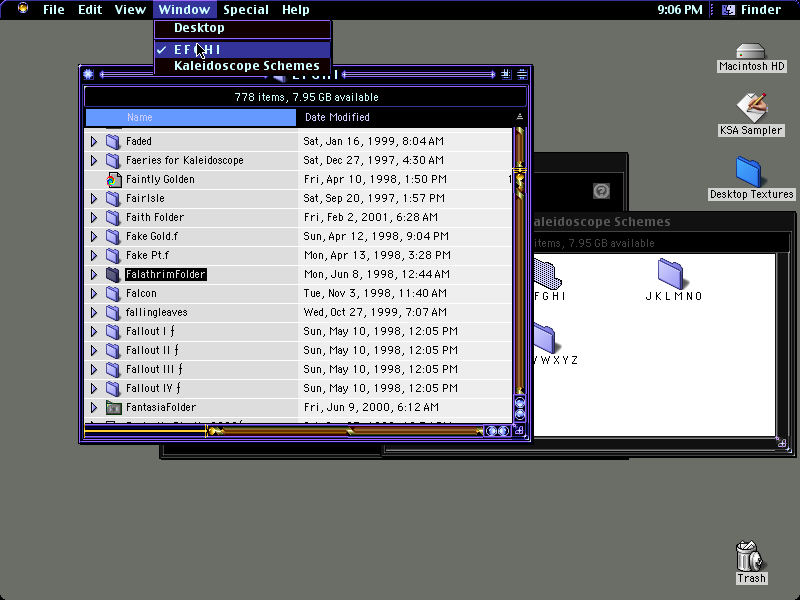 File Edit View Window Special Help 9:06 PM Finder
Desktop
E F G H I
Kaleidoscope Schemes
E F G H I
778 items, 7.95 GB available
Name Date Modified
Faded Sat, Jan 16, 1999, 8:04 AM
Faeries for Kaleidoscope Sat, Dec 27, 1997, 4:30 AM
Faintly Golden Fri, Apr 10, 1998, 1:50 PM
FairIsle Sat, Sep 20, 1997, 1:57 PM
Faith Folder Fri, Feb 2, 2001, 6:28 AM
Fake Gold.f Sun, Apr 12, 1998, 9:04 PM
Fake Pt.f Mon, Apr 13, 1998, 3:28 PM
FalathrimFolder Mon, Jun 8, 1998, 12:44 AM
Falcon Tue, Nov 3, 1998, 11:40 AM
fallingleaves Wed, Oct 27, 1999, 7:07 AM
Fallout I ƒ Sun, May 10, 1998, 12:05 PM
Fallout II ƒ Sun, May 10, 1998, 12:05 PM
Fallout III ƒ Sun, May 10, 1998, 12:05 PM
Fallout IV ƒ Sun, May 10, 1998, 12:05 PM
FantasiaFolder Fri, Jun 9, 2000, 6:12 AM
aleidoscope Schemes
items, 7.95 GB available
F G H I
J K L M N O
W X Y Z
Macintosh HD
KSA Sampler
Desktop Textures
Trash